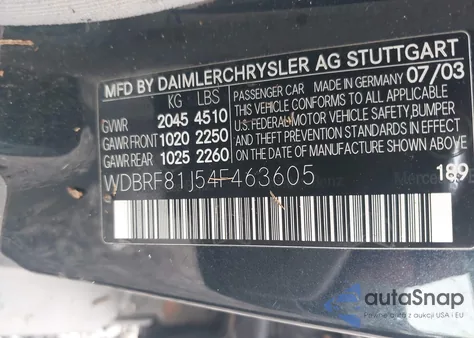 MFD BY DAIMLERCHRYSLER AG STUTTGART
KG LBS
GVWR 2045 4510
GAWR FRONT 1020 2250
GAWR REAR 1025 2260
PASSENGER CAR MADE IN GERMANY 07/03
THIS VEHICLE CONFORMS TO ALL APPLICABLE
U.S. FEDERAL MOTOR VEHICLE SAFETY, BUMPER
AND THEFT PREVENTION STANDARDS IN EFFECT
ON THE DATE OF MANUFACTURE SHOWN ABOVE.
WDBRF81J54F463605
189
autoSnap